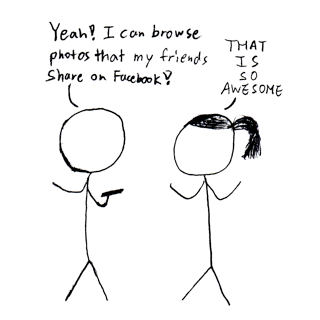 Yeah! I can browse
photos that my friends
Share on Facebook!
THAT
IS
SO
AWESOME